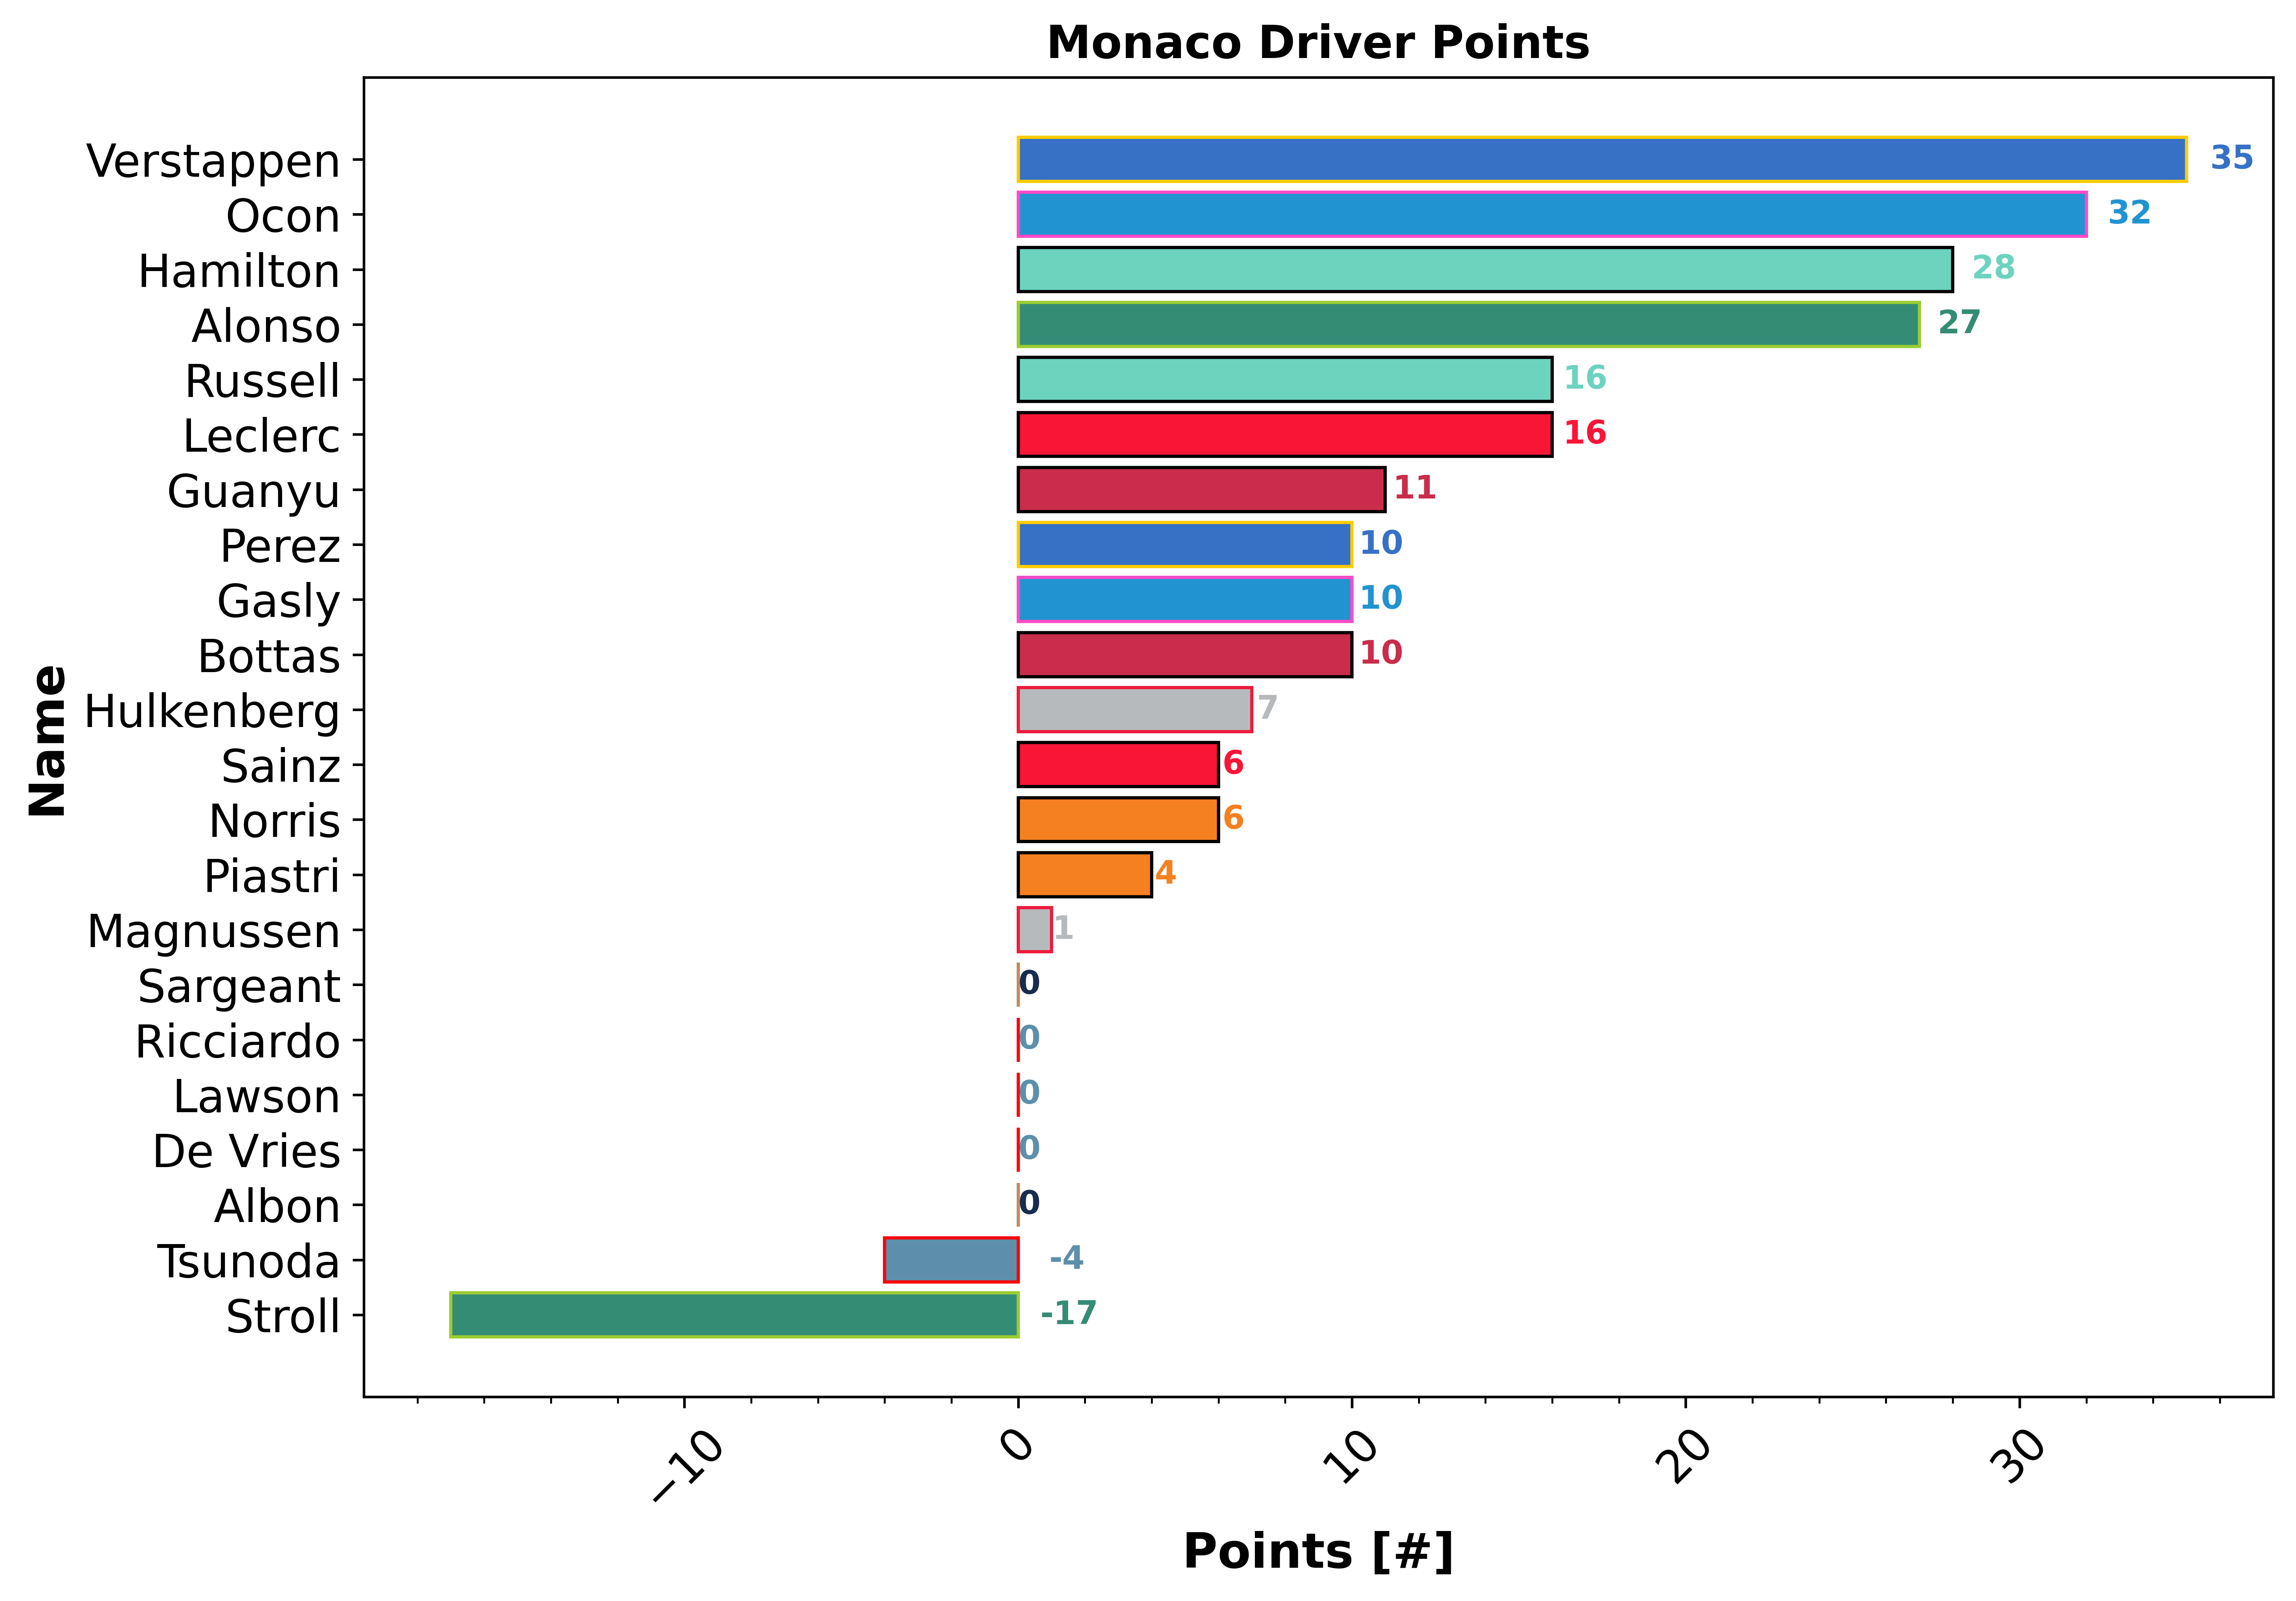 Monaco Driver Points
Name
Verstappen 35
Ocon 32
Hamilton 28
Alonso 27
Russell 16
Leclerc 16
Guanyu 11
Perez 10
Gasly 10
Bottas 10
Hulkenberg 7
Sainz 6
Norris 6
Piastri 4
Magnussen 1
Sargeant 0
Ricciardo 0
Lawson 0
De Vries 0
Albon 0
Tsunoda -4
Stroll -17
−10 0 10 20 30
Points [#]